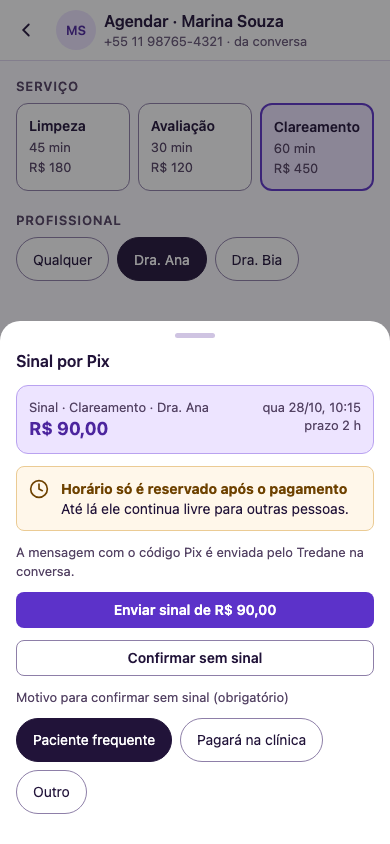 MS
Agendar · Marina Souza
+55 11 98765-4321 · da conversa
SERVIÇO
Limpeza
45 min
R$ 180
Avaliação
30 min
R$ 120
Clareamento
60 min
R$ 450
PROFISSIONAL
Qualquer
Dra. Ana
Dra. Bia
Sinal por Pix
Sinal · Clareamento · Dra. Ana
R$ 90,00
qua 28/10, 10:15
prazo 2 h
Horário só é reservado após o pagamento
Até lá ele continua livre para outras pessoas.
A mensagem com o código Pix é enviada pelo Tredane na
conversa.
Enviar sinal de R$ 90,00
Confirmar sem sinal
Motivo para confirmar sem sinal (obrigatório)
Paciente frequente
Pagará na clínica
Outro